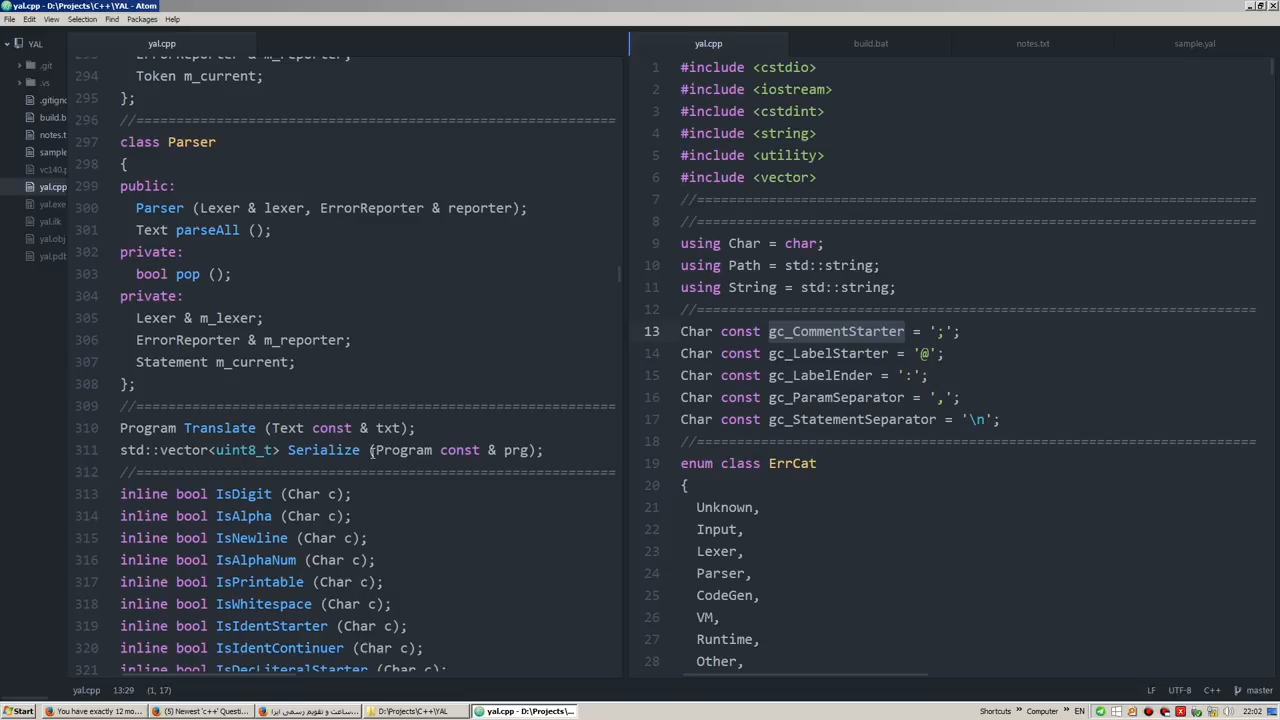 yal.cpp - D:\Projects\C++\YAL - Atom
File Edit View Selection Find Packages Help
YAL
.git
.vs
.gitign
build.b
notes.t
sample
vc140.p
yal.cpp
yal.exe
yal.ilk
yal.obj
yal.pdb
yal.cpp
294 Token m_current;
295 };
296 //============================================================
297 class Parser
298 {
299 public:
300 Parser (Lexer & lexer, ErrorReporter & reporter);
301 Text parseAll ();
302 private:
303 bool pop ();
304 private:
305 Lexer & m_lexer;
306 ErrorReporter & m_reporter;
307 Statement m_current;
308 };
309 //============================================================
310 Program Translate (Text const & txt);
311 std::vector<uint8_t> Serialize (Program const & prg);
312 //============================================================
313 inline bool IsDigit (Char c);
314 inline bool IsAlpha (Char c);
315 inline bool IsNewline (Char c);
316 inline bool IsAlphaNum (Char c);
317 inline bool IsPrintable (Char c);
318 inline bool IsWhitespace (Char c);
319 inline bool IsIdentStarter (Char c);
320 inline bool IsIdentContinuer (Char c);
321 inline bool IsDecLiteralStarter (Char c);
yal.cpp build.bat notes.txt sample.yal
1 #include <cstdio>
2 #include <iostream>
3 #include <cstdint>
4 #include <string>
5 #include <utility>
6 #include <vector>
7 //========================================================================
8 //========================================================================
9 using Char = char;
10 using Path = std::string;
11 using String = std::string;
12 //========================================================================
13 Char const gc_CommentStarter = ';';
14 Char const gc_LabelStarter = '@';
15 Char const gc_LabelEnder = ':';
16 Char const gc_ParamSeparator = ',';
17 Char const gc_StatementSeparator = '\n';
18 //========================================================================
19 enum class ErrCat
20 {
21 Unknown,
22 Input,
23 Lexer,
24 Parser,
25 CodeGen,
26 VM,
27 Runtime,
28 Other,
yal.cpp 13:29 (1, 17) LF UTF-8 C++ master
Start You have exactly 12 mo... (5) Newest 'c++' Questi... ساعت و تقویم رسمی ایرا... D:\Projects\C++\YAL yal.cpp - D:\Projects\C... Shortcuts » Computer » EN 22:02